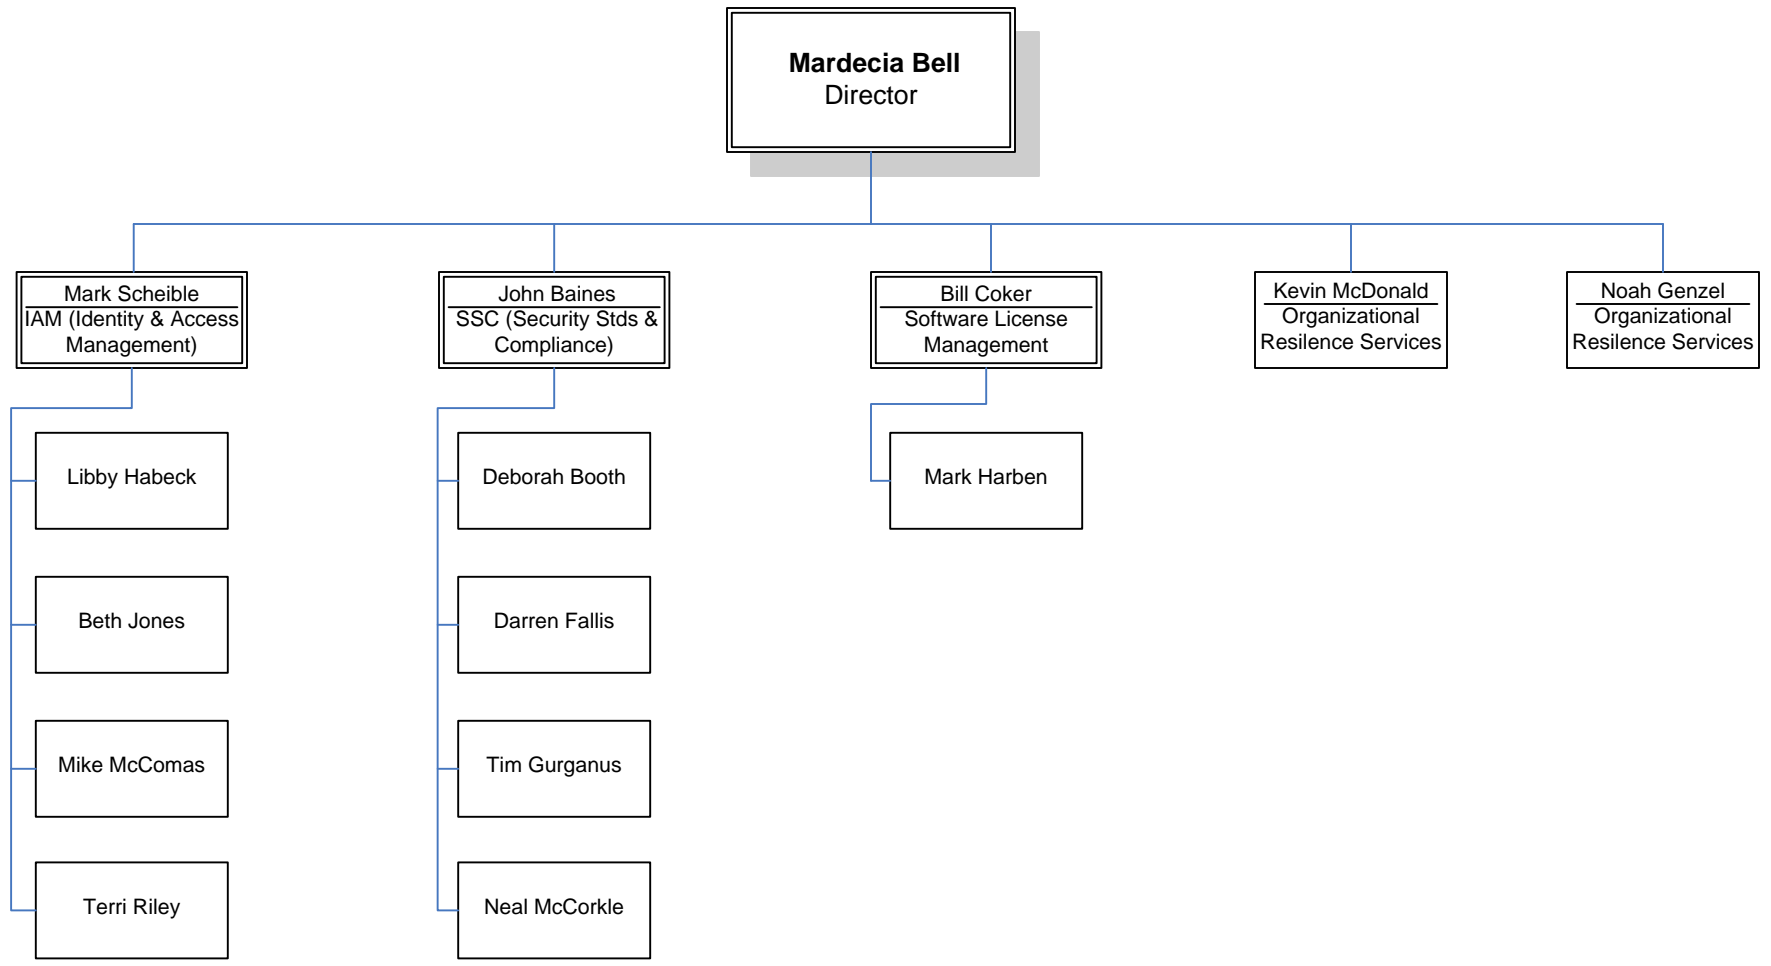 Mardecia Bell
Director
Mark Scheible
IAM (Identity & Access
Management)
John Baines
SSC (Security Stds &
Compliance)
Bill Coker
Software License
Management
Kevin McDonald
Organizational
Resilence Services
Noah Genzel
Organizational
Resilence Services
Libby Habeck
Deborah Booth
Mark Harben
Beth Jones
Darren Fallis
Mike McComas
Tim Gurganus
Terri Riley
Neal McCorkle